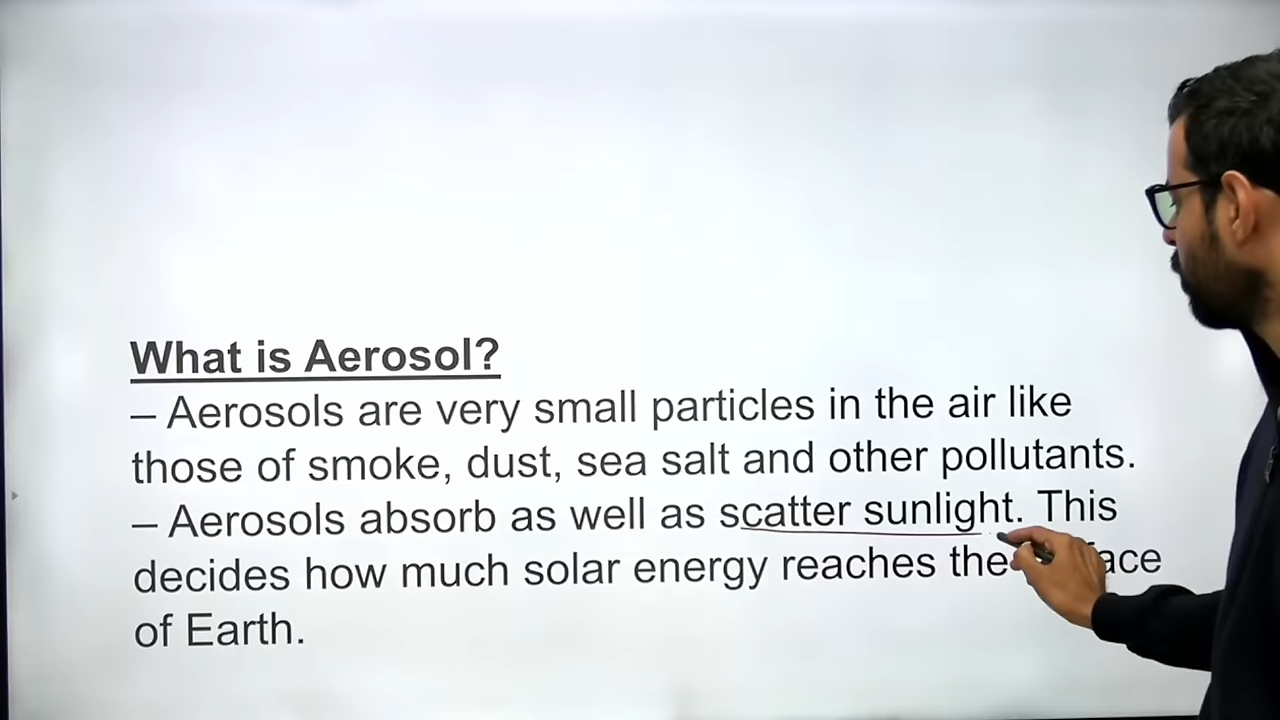 What is Aerosol?
– Aerosols are very small particles in the air like
those of smoke, dust, sea salt and other pollutants.
– Aerosols absorb as well as scatter sunlight. This
decides how much solar energy reaches the
of Earth.